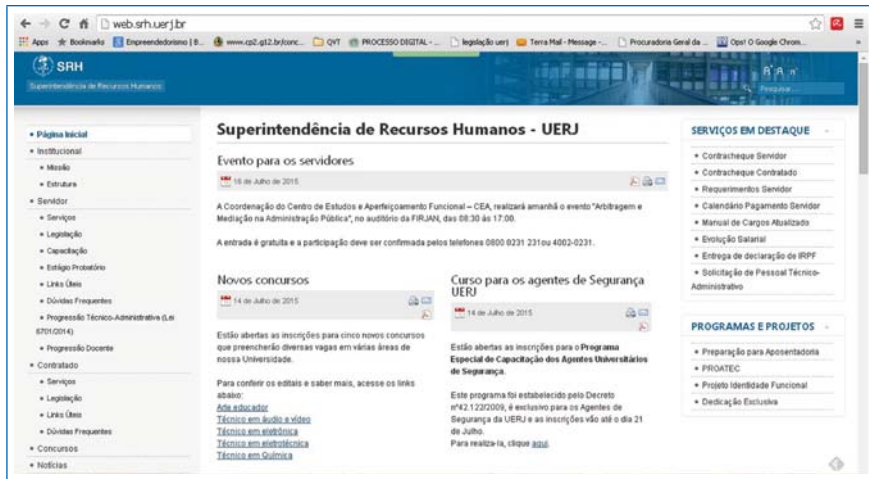 web.srh.uerj.br
Apps Bookmarks Empreendedorismo | B... www.cp2.g12.br/conc... QVT PROCESSO DIGITAL - ... legislação uerj Terra Mail - Message - ... Procuradoria Geral da ... Ops! O Google Chrom... »
SRH
Superintendência de Recursos Humanos
Pesquisar...
Página Inicial
Institucional
Missão
Estrutura
Servidor
Serviços
Legislação
Capacitação
Estágio Probatório
Links Úteis
Dúvidas Frequentes
Progressão Técnico-Administrativa (Lei
6701/2014)
Progressão Docente
Contratado
Serviços
Legislação
Links Úteis
Dúvidas Frequentes
Concursos
Notícias
Superintendência de Recursos Humanos - UERJ
Evento para os servidores
16 de Julho de 2015
A Coordenação do Centro de Estudos e Aperfeiçoamento Funcional – CEA, realizará amanhã o evento "Arbitragem e
Mediação na Administração Pública", no auditório da FIRJAN, das 08:30 às 17:00.
A entrada é gratuita e a participação deve ser confirmada pelos telefones 0800 0231 231ou 4002-0231.
Novos concursos
14 de Julho de 2015
Estão abertas as inscrições para cinco novos concursos
que preencherão diversas vagas em várias áreas de
nossa Universidade.
Para conferir os editais e saber mais, acesse os links
abaixo:
Arte educador
Técnico em áudio e vídeo
Técnico em eletrônica
Técnico em eletrotécnica
Técnico em Química
Curso para os agentes de Segurança
UERJ
14 de Julho de 2015
Estão abertas as inscrições para o Programa
Especial de Capacitação dos Agentes Universitários
de Segurança.
Este programa foi estabelecido pelo Decreto
nº42.122/2009, é exclusivo para os Agentes de
Segurança da UERJ e as inscrições vão até o dia 21
de Julho.
Para realiza-la, clique aqui.
SERVIÇOS EM DESTAQUE
Contracheque Servidor
Contracheque Contratado
Requerimentos Servidor
Calendário Pagamento Servidor
Manual de Cargos Atualizado
Evolução Salarial
Entrega de declaração de IRPF
Solicitação de Pessoal Técnico-
Administrativo
PROGRAMAS E PROJETOS
Preparação para Aposentadoria
PROATEC
Projeto Identidade Funcional
Dedicação Exclusiva